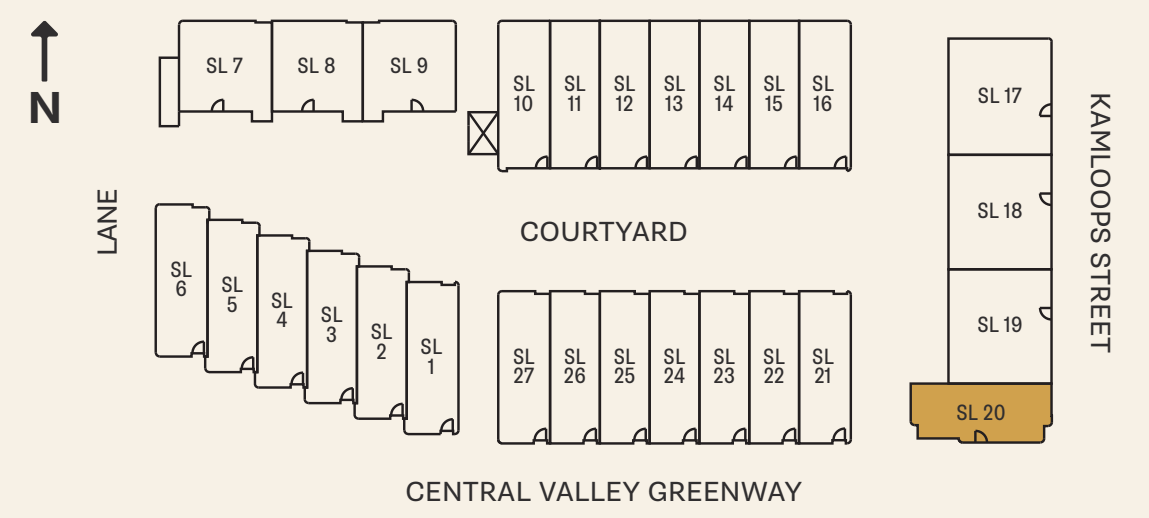 N
SL 7
SL 8
SL 9
SL
10
SL
11
SL
12
SL
13
SL
14
SL
15
SL
16
SL 17
SL 18
SL 19
SL 20
KAMLOOPS STREET
LANE
COURTYARD
SL
6
SL
5
SL
4
SL
3
SL
2
SL
1
SL
27
SL
26
SL
25
SL
24
SL
23
SL
22
SL
21
CENTRAL VALLEY GREENWAY